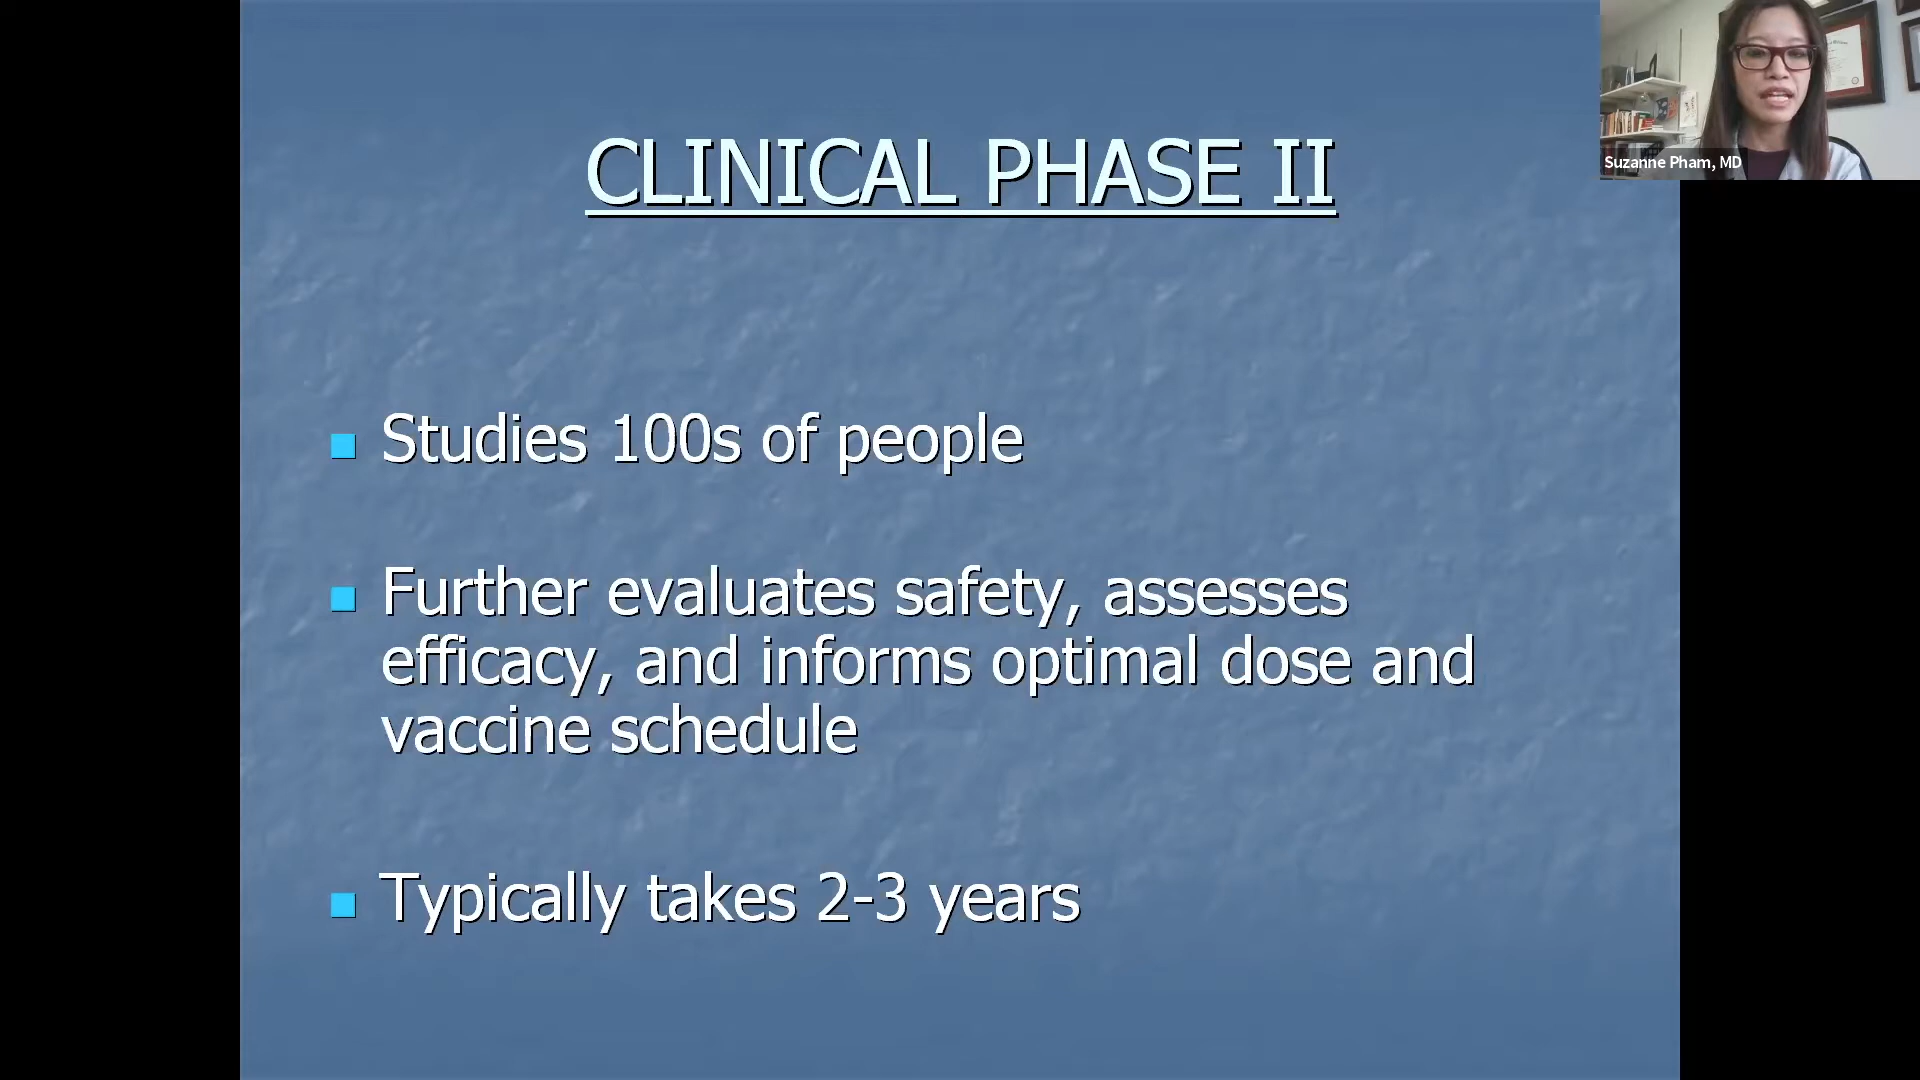 CLINICAL PHASE II
Suzanne Pham, MD
Studies 100s of people
Further evaluates safety, assesses
efficacy, and informs optimal dose and
vaccine schedule
Typically takes 2-3 years